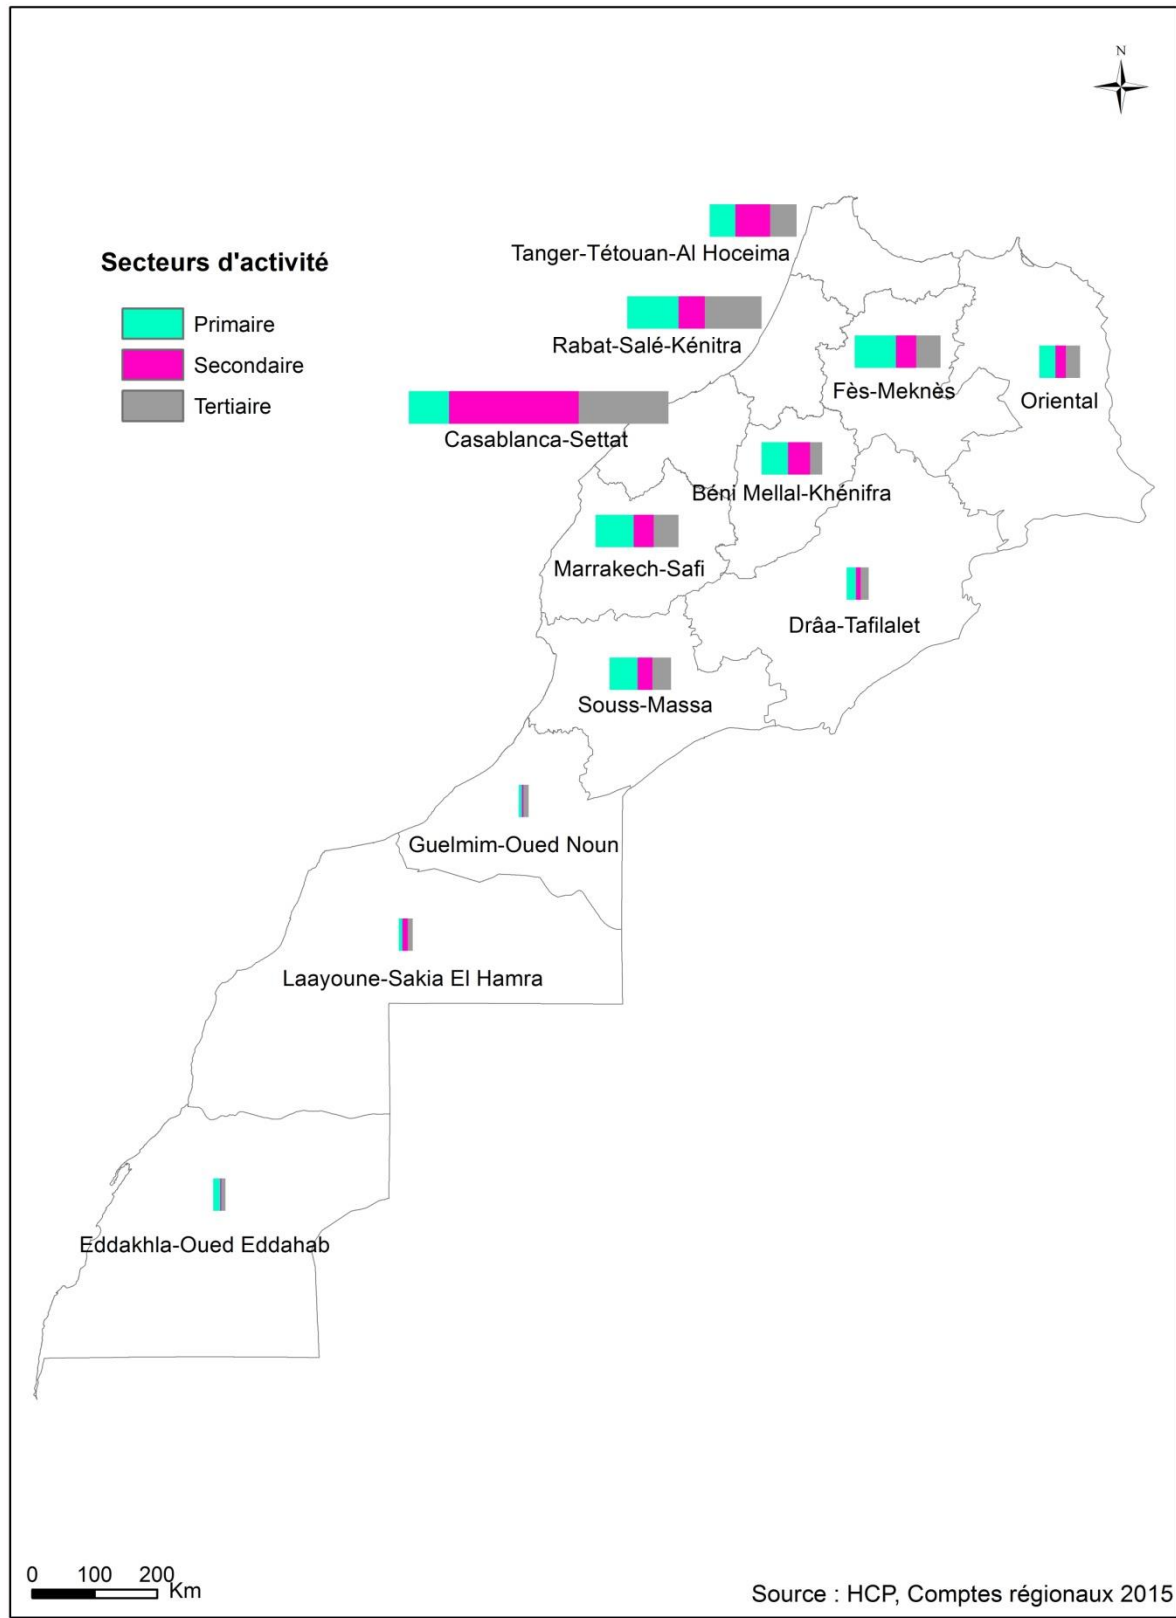 N
Tanger-Tétouan-Al Hoceima
Secteurs d'activité
Primaire
Secondaire
Tertiaire
Rabat-Salé-Kénitra
Fès-Meknès
Oriental
Casablanca-Settat
Béni Mellal-Khénifra
Marrakech-Safi
Drâa-Tafilalet
Souss-Massa
Guelmim-Oued Noun
Laayoune-Sakia El Hamra
Eddakhla-Oued Eddahab
0 100 200
Km
Source : HCP, Comptes régionaux 2015